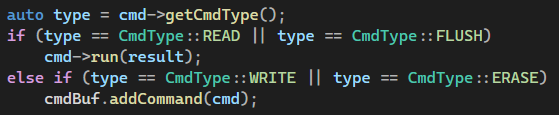 auto type = cmd->getCmdType();
if (type == CmdType::READ || type == CmdType::FLUSH)
    cmd->run(result);
else if (type == CmdType::WRITE || type == CmdType::ERASE)
    cmdBuf.addCommand(cmd);